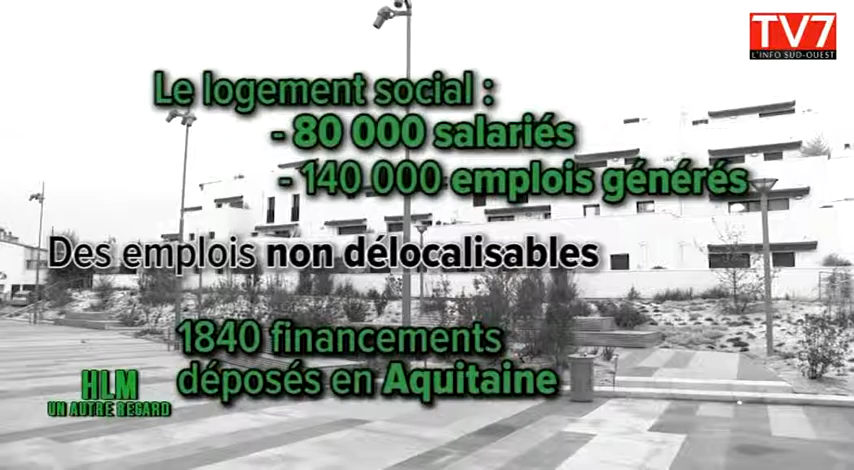 TV7
L'INFO SUD-OUEST
Le logement social :
- 80 000 salariés
- 140 000 emplois générés
Des emplois non délocalisables
1840 financements
déposés en Aquitaine
HLM
UN AUTRE REGARD